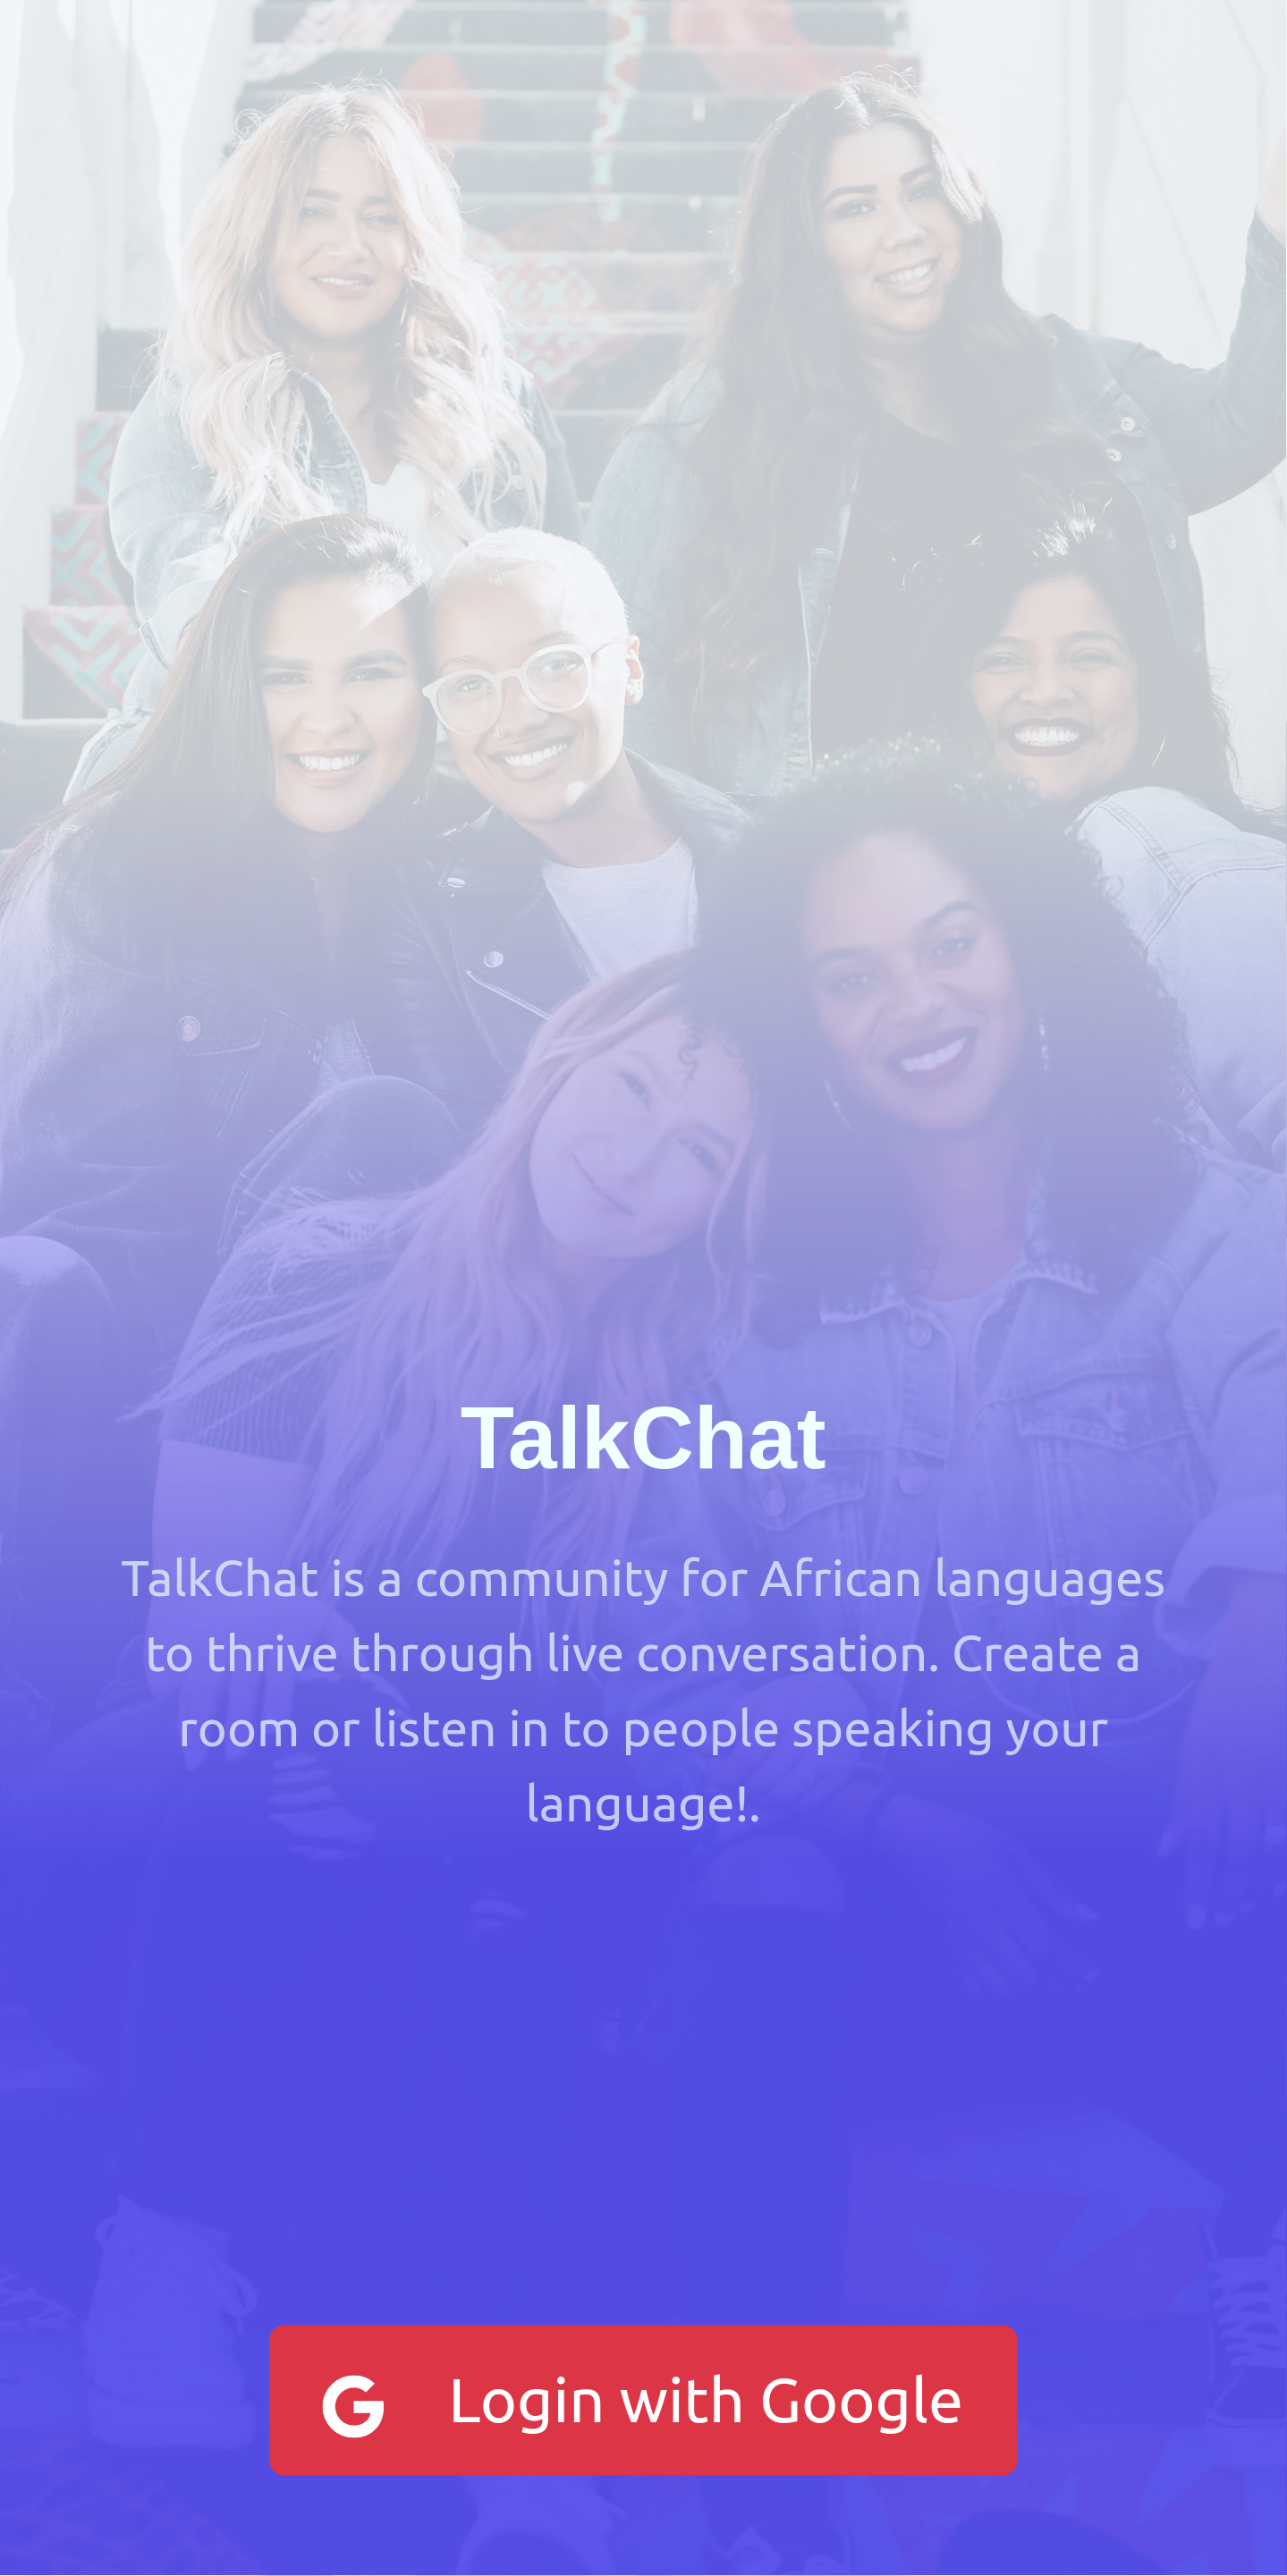 TalkChat
TalkChat is a community for African languages
to thrive through live conversation. Create a
room or listen in to people speaking your
language!.
G Login with Google